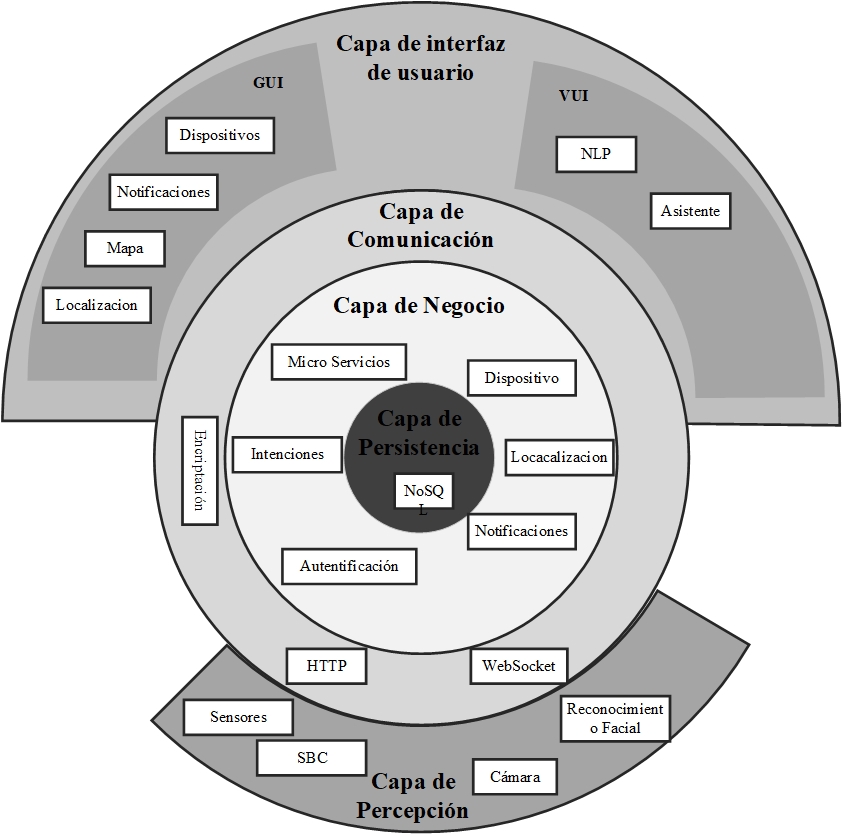 Capa de interfaz
de usuario
GUI
VUI
Dispositivos
NLP
Notificaciones
Asistente
Mapa
Localizacion
Capa de
Comunicación
Capa de Negocio
Micro Servicios
Dispositivo
Capa de
Persistencia
Encriptación
Intenciones
Locacalizacion
NoSQ
L
Notificaciones
Autentificación
HTTP
WebSocket
Sensores
Reconocimient
o Facial
SBC
Cámara
Capa de
Percepción